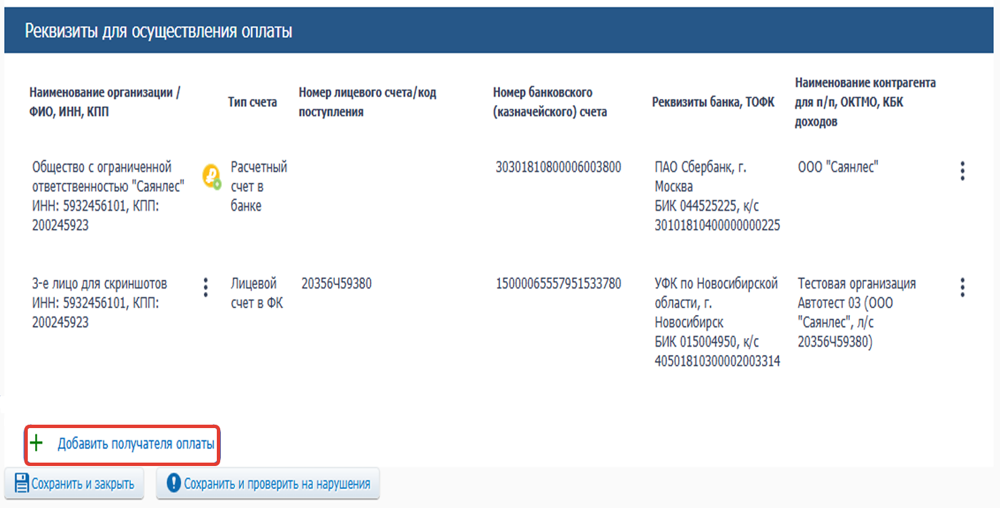 Реквизиты для осуществления оплаты
Наименование организации /
ФИО, ИНН, КПП
Тип счета
Номер лицевого счета/код
поступления
Номер банковского
(казначейского) счета
Реквизиты банка, ТОФК
Наименование контрагента
для п/п, ОКТМО, КБК
доходов
Общество с ограниченной
ответственностью "Саянлес"
ИНН: 5932456101, КПП:
200245923
Расчетный
счет в
банке
30301810800006003800
ПАО Сбербанк, г.
Москва
БИК 044525225, к/с
30101810400000000225
ООО "Саянлес"
3-е лицо для скриншотов
ИНН: 5932456101, КПП:
200245923
Лицевой
счет в ФК
20356Ч59380
15000065557951533780
УФК по Новосибирской
области, г.
Новосибирск
БИК 015004950, к/с
40501810300002003314
Тестовая организация
Автотест 03 (ООО
"Саянлес", л/с
20356Ч59380)
Добавить получателя оплаты
Сохранить и закрыть
Сохранить и проверить на нарушения